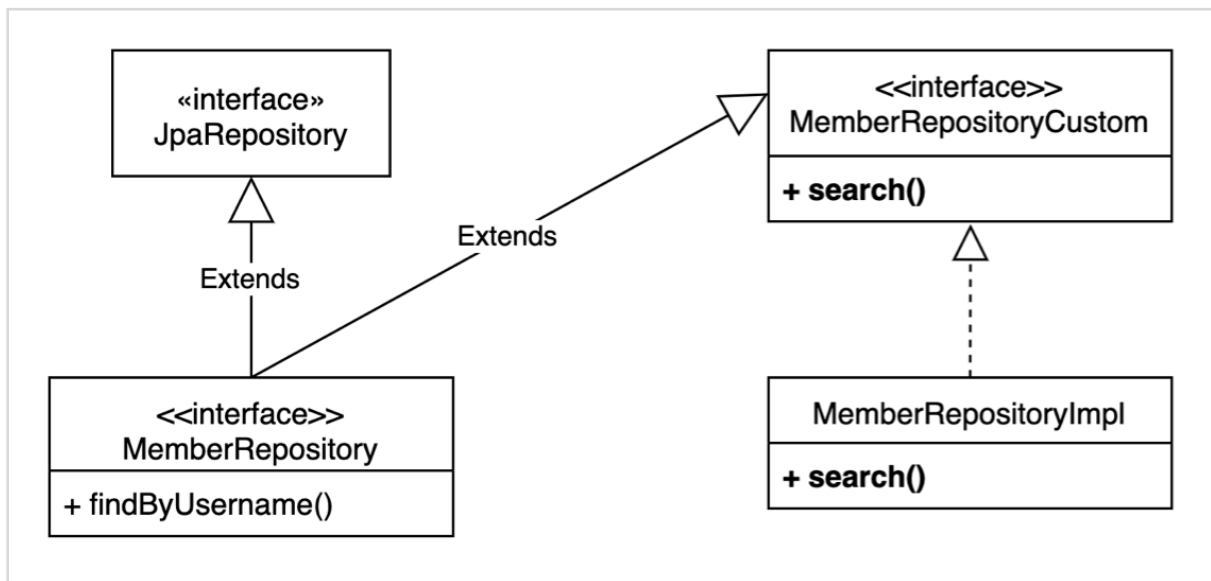 «interface»
JpaRepository
<<interface>>
MemberRepositoryCustom
+ search()
Extends
Extends
<<interface>>
MemberRepository
+ findByUsername()
MemberRepositoryImpl
+ search()